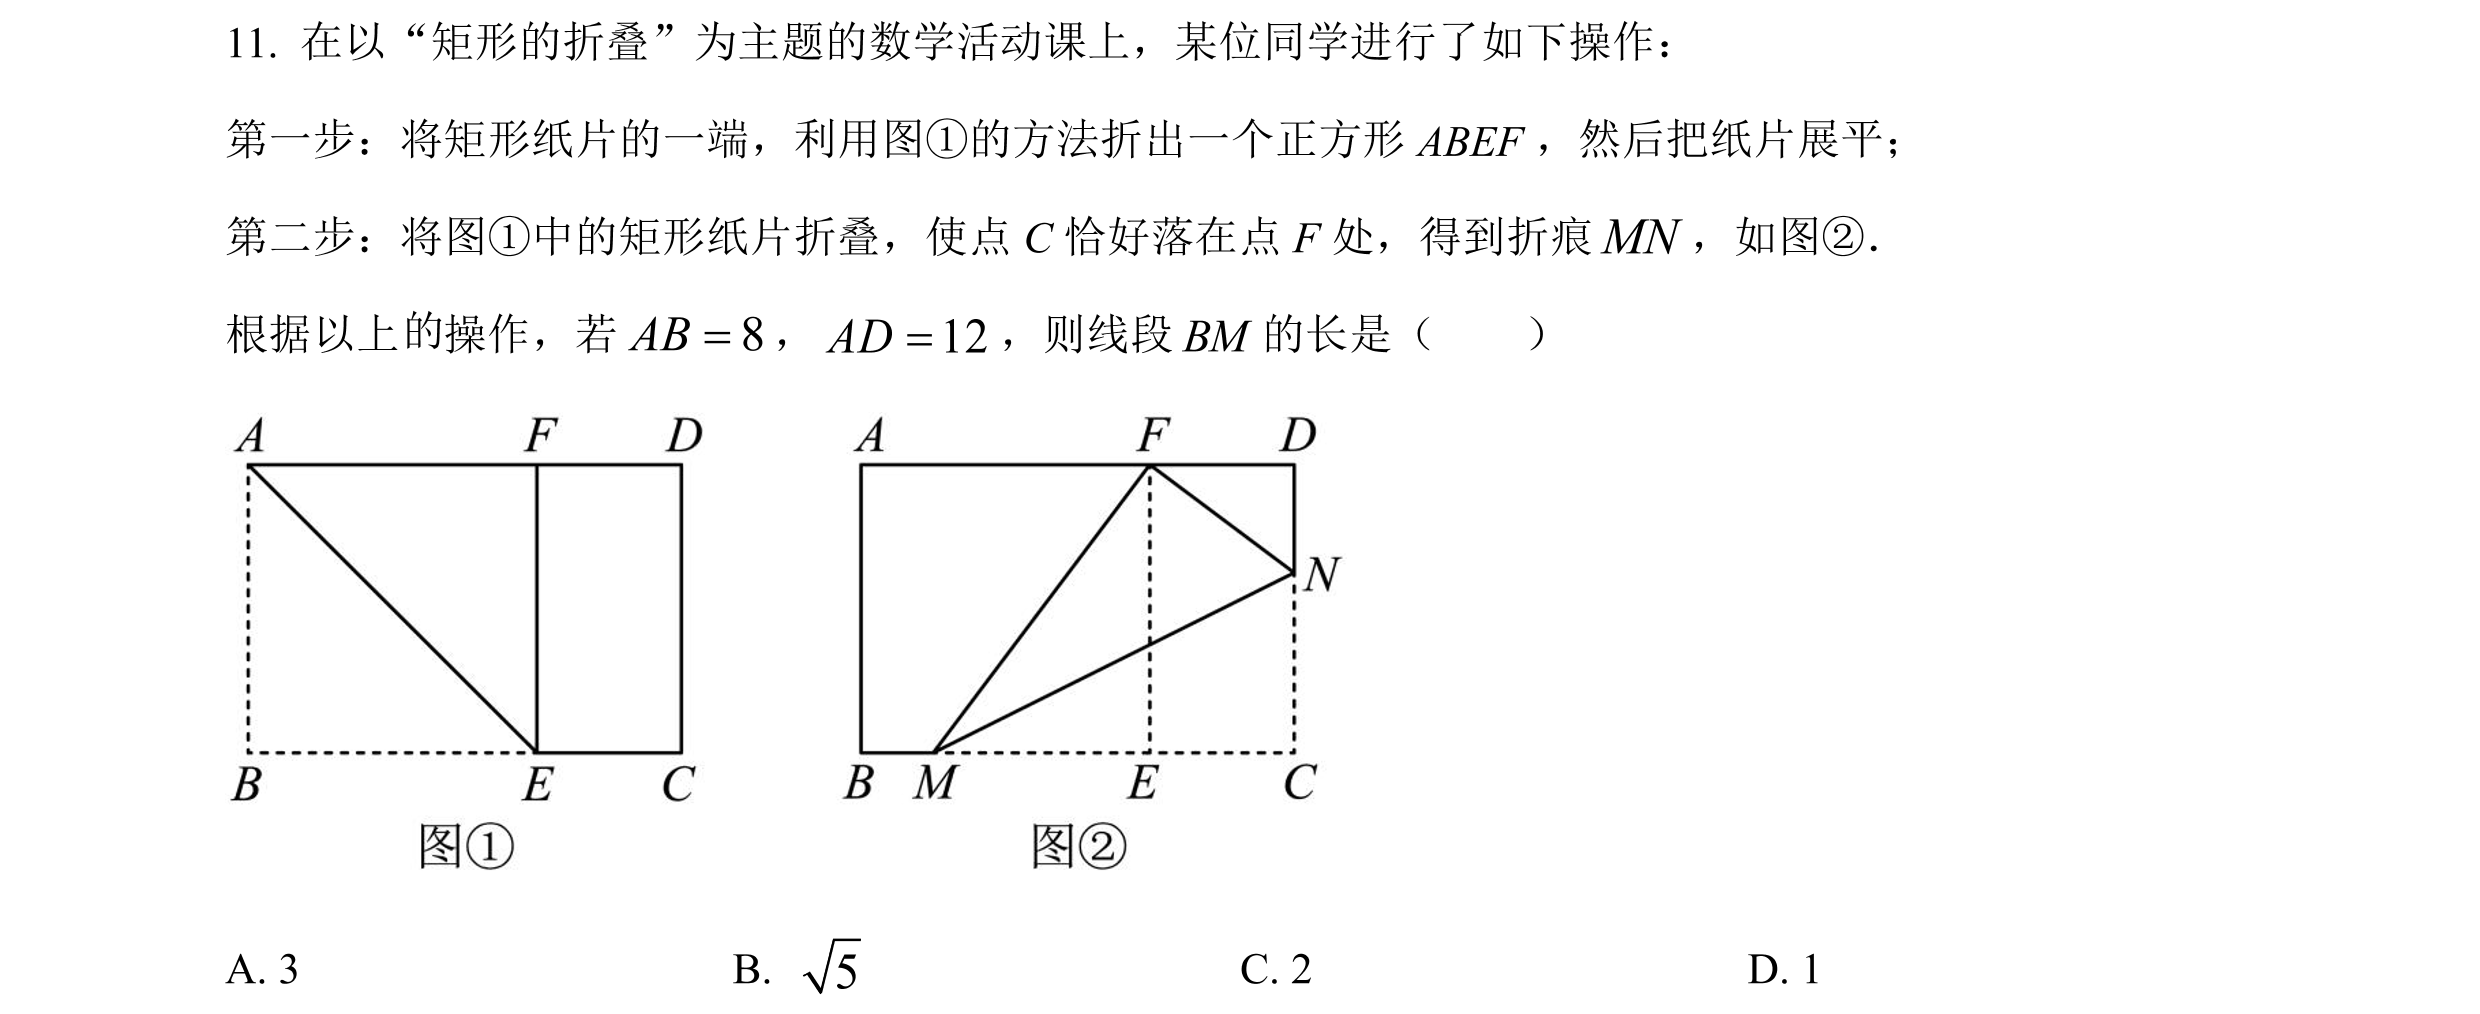 11. 在以“矩形的折叠”为主题的数学活动课上，某位同学进行了如下操作：
第一步：将矩形纸片的一端，利用图①的方法折出一个正方形 ABEF，然后把纸片展平；
第二步：将图①中的矩形纸片折叠，使点 C 恰好落在点 F 处，得到折痕 MN，如图②．
根据以上的操作，若 AB = 8，AD = 12，则线段 BM 的长是（　　）
A F D A F D
N
B E C B M E C
图① 图②
A. 3 B. √5 C. 2 D. 1